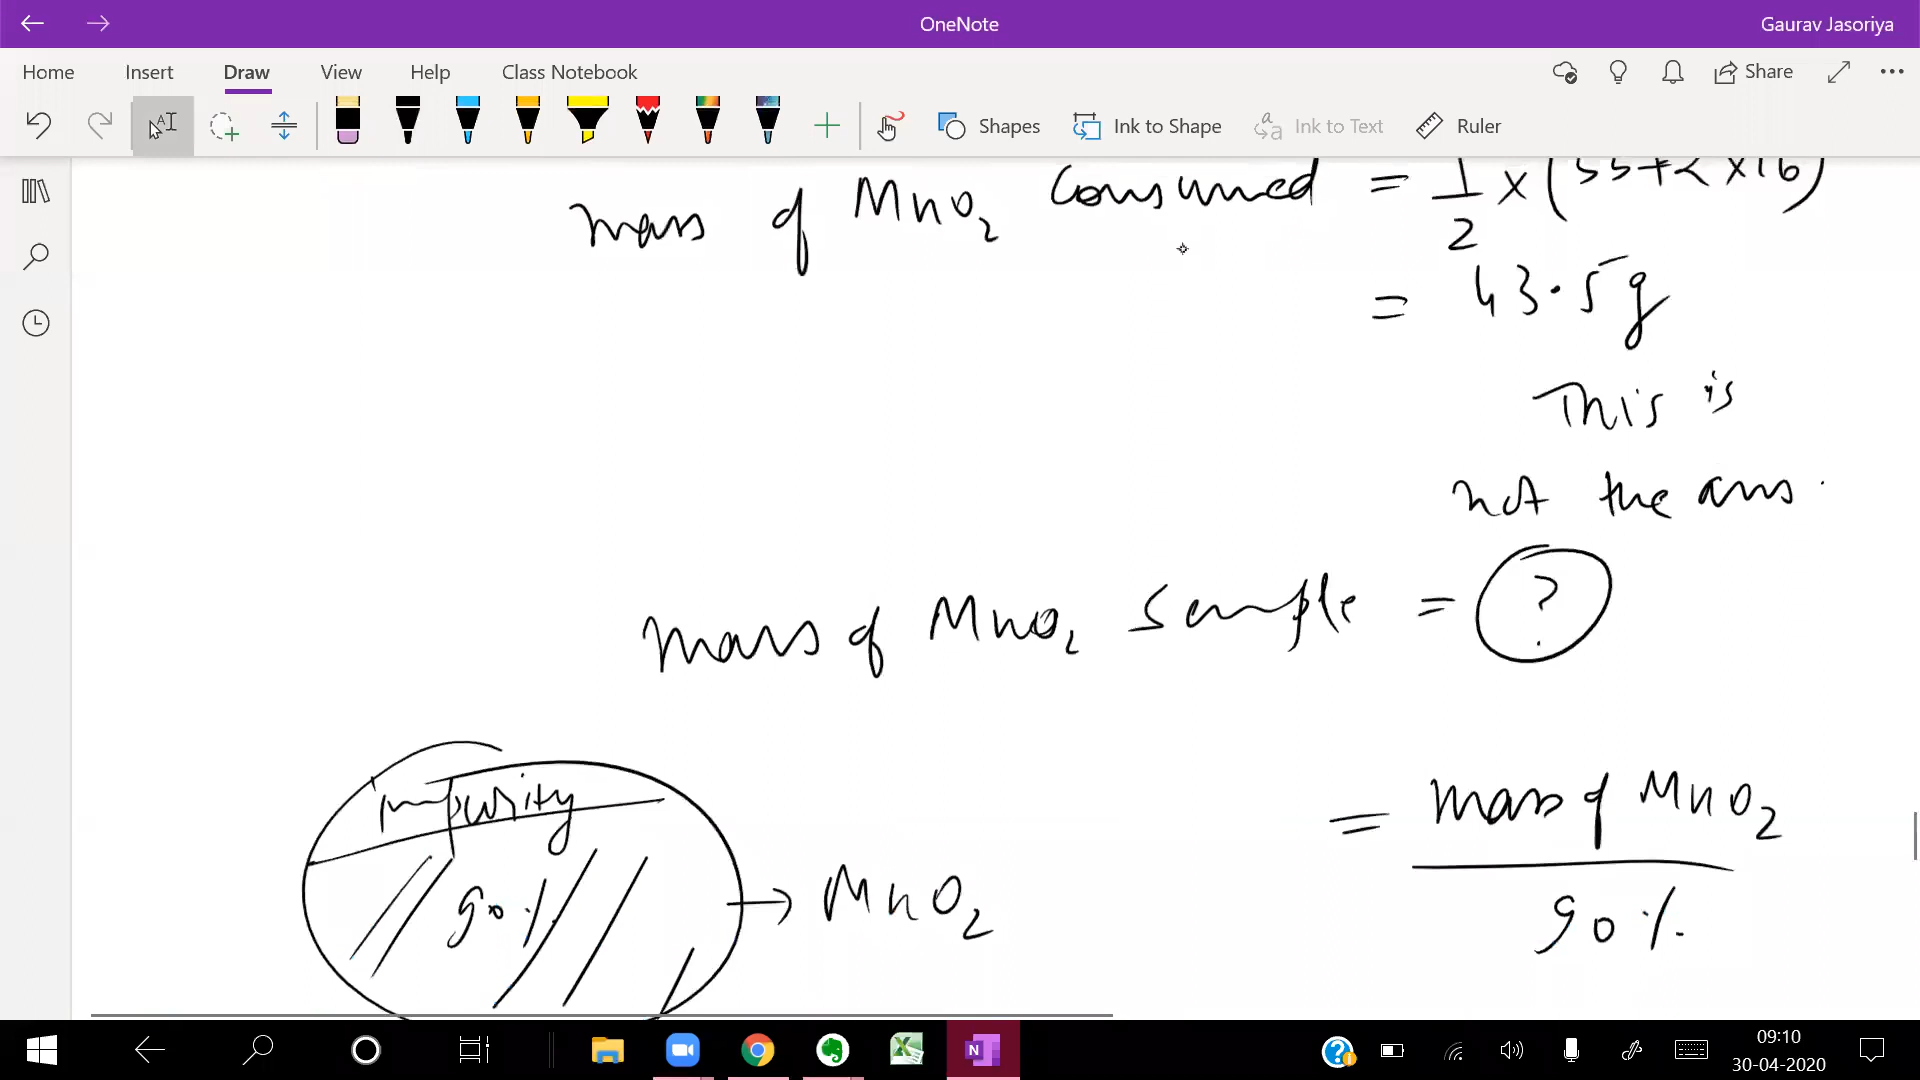 OneNote
Gaurav Jasoriya
Home Insert Draw View Help Class Notebook
Share
Shapes Ink to Shape Ink to Text Ruler
mass of MnO2 Consumed = 1/2 x (55+2x16)
= 43.5g
This is
not the ans.
mass of MnO2 sample = ?
impurity
90%
→ MnO2
= mass of MnO2
90%
09:10
30-04-2020